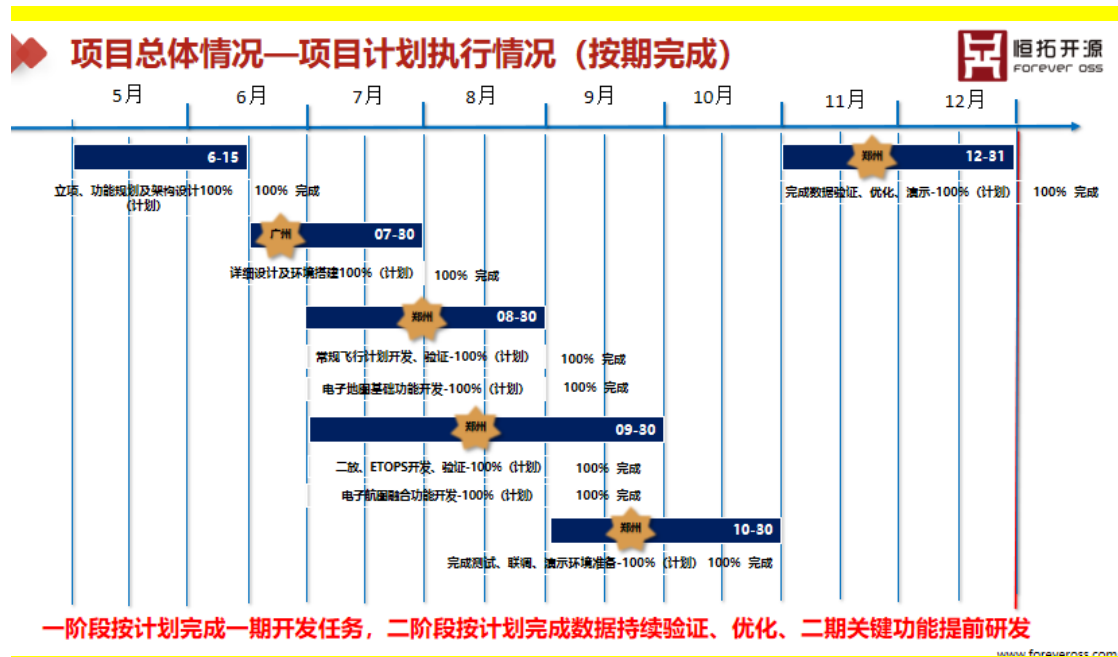 项目总体情况—项目计划执行情况（按期完成）
恒拓开源
Forever oss
5月 6月 7月 8月 9月 10月 11月 12月
6-15
郑州 12-31
立项、功能规划及架构设计100%（计划） 100% 完成
完成数据验证、优化、演示-100%（计划） 100% 完成
广州 07-30
详细设计及环境搭建100%（计划） 100% 完成
郑州 08-30
常规飞行计划开发、验证-100%（计划） 100% 完成
电子地图基础功能开发-100%（计划） 100% 完成
郑州 09-30
二放、ETOPS开发、验证-100%（计划） 100% 完成
电子航图融合功能开发-100%（计划） 100% 完成
郑州 10-30
完成测试、联调、演示环境准备-100%（计划） 100% 完成
一阶段按计划完成一期开发任务，二阶段按计划完成数据持续验证、优化、二期关键功能提前研发
www.foreveross.com